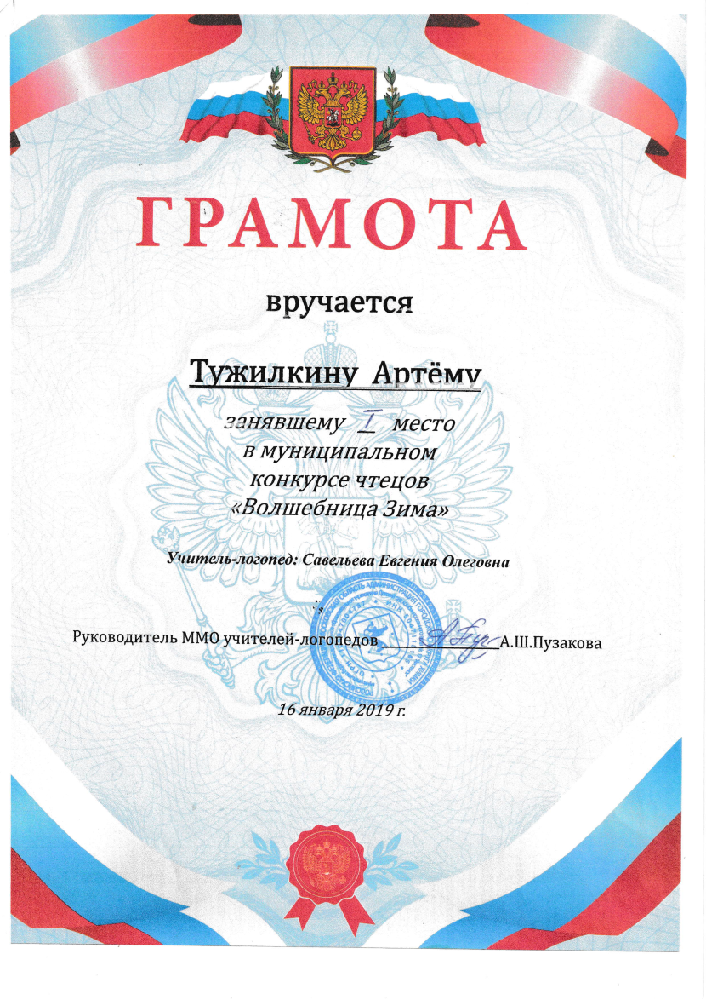 ГРАМОТА
вручается
Тужилкину Артёму
занявшему I место
в муниципальном
конкурсе чтецов
«Волшебница Зима»
Учитель-логопед: Савельева Евгения Олеговна
Руководитель ММО учителей-логопедов ______________ А.Ш.Пузакова
16 января 2019 г.